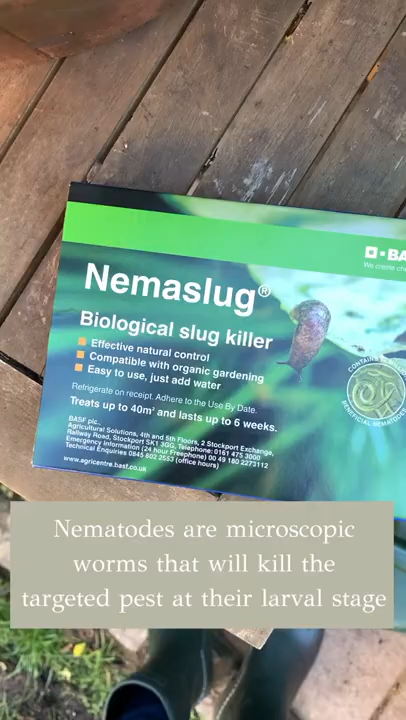 BA
We create che
Nemaslug®
Biological slug killer
Effective natural control
Compatible with organic gardening
Easy to use, just add water
Refrigerate on receipt. Adhere to the Use By Date.
Treats up to 40m² and lasts up to 6 weeks.
BASF plc.,
Agricultural Solutions, 4th and 5th Floors, 2 Stockport Exchange,
Railway Road, Stockport SK1 3GG, Telephone: 0161 475 3000
Emergency Information (24 hour Freephone) 00 49 180 2273112
Technical Enquiries 0845 602 2553 (office hours)
www.agricentre.basf.co.uk
CONTAINS
BENEFICIAL NEMATODES
Nematodes are microscopic
worms that will kill the
targeted pest at their larval stage